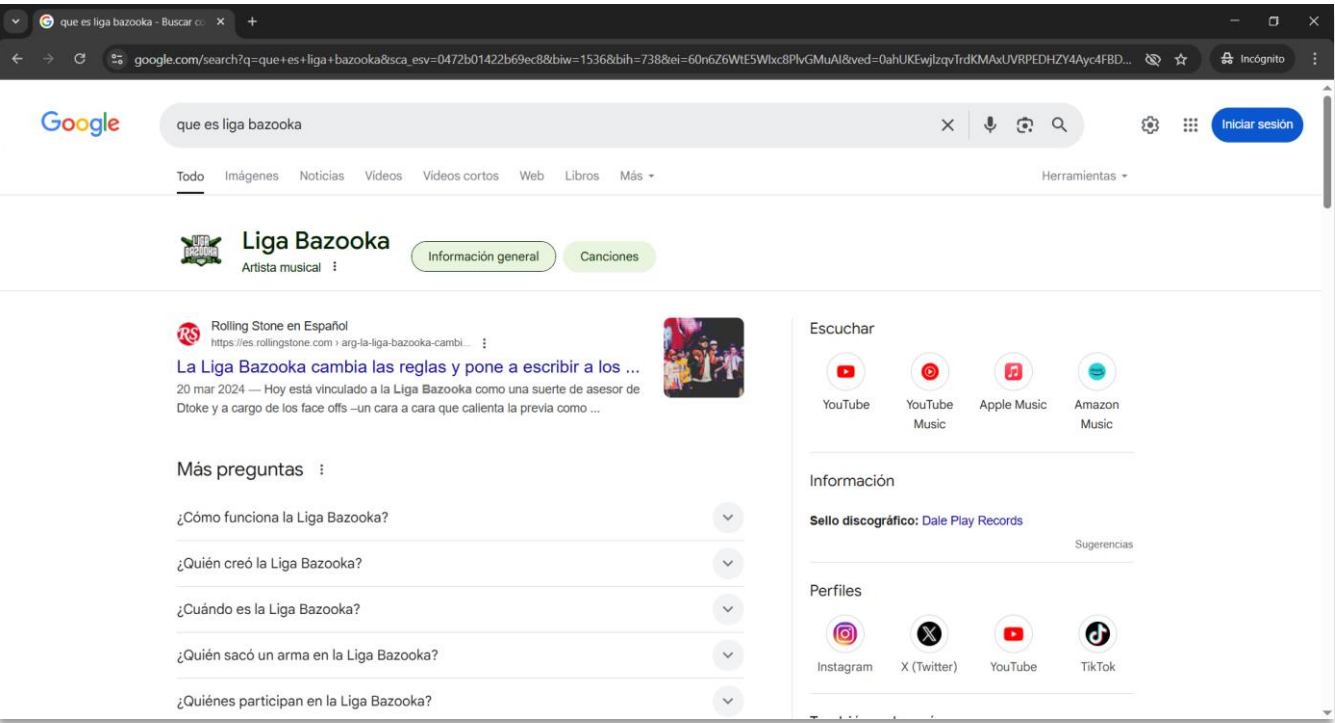 que es liga bazooka - Buscar co
google.com/search?q=que+es+liga+bazooka&sca_esv=0472b01422b69ec8&biw=1536&bih=738&ei=60n6Z6WtE5Wlxc8PlvGMuAI&ved=0ahUKEwjlzqvTrdKMAxUVRPEDHZY4Ayc4FBD...
Incógnito
Google
que es liga bazooka
Iniciar sesión
Todo Imágenes Noticias Vídeos Vídeos cortos Web Libros Más
Herramientas
LIGA
BAZOOKA
Liga Bazooka
Artista musical
Información general
Canciones
RS
Rolling Stone en Español
https://es.rollingstone.com › arg-la-liga-bazooka-cambi...
La Liga Bazooka cambia las reglas y pone a escribir a los ...
20 mar 2024 — Hoy está vinculado a la Liga Bazooka como una suerte de asesor de
Dtoke y a cargo de los face offs –un cara a cara que calienta la previa como ...
Más preguntas
¿Cómo funciona la Liga Bazooka?
¿Quién creó la Liga Bazooka?
¿Cuándo es la Liga Bazooka?
¿Quién sacó un arma en la Liga Bazooka?
¿Quiénes participan en la Liga Bazooka?
Escuchar
YouTube
YouTube
Music
Apple Music
Amazon
Music
Información
Sello discográfico: Dale Play Records
Sugerencias
Perfiles
Instagram
X (Twitter)
YouTube
TikTok